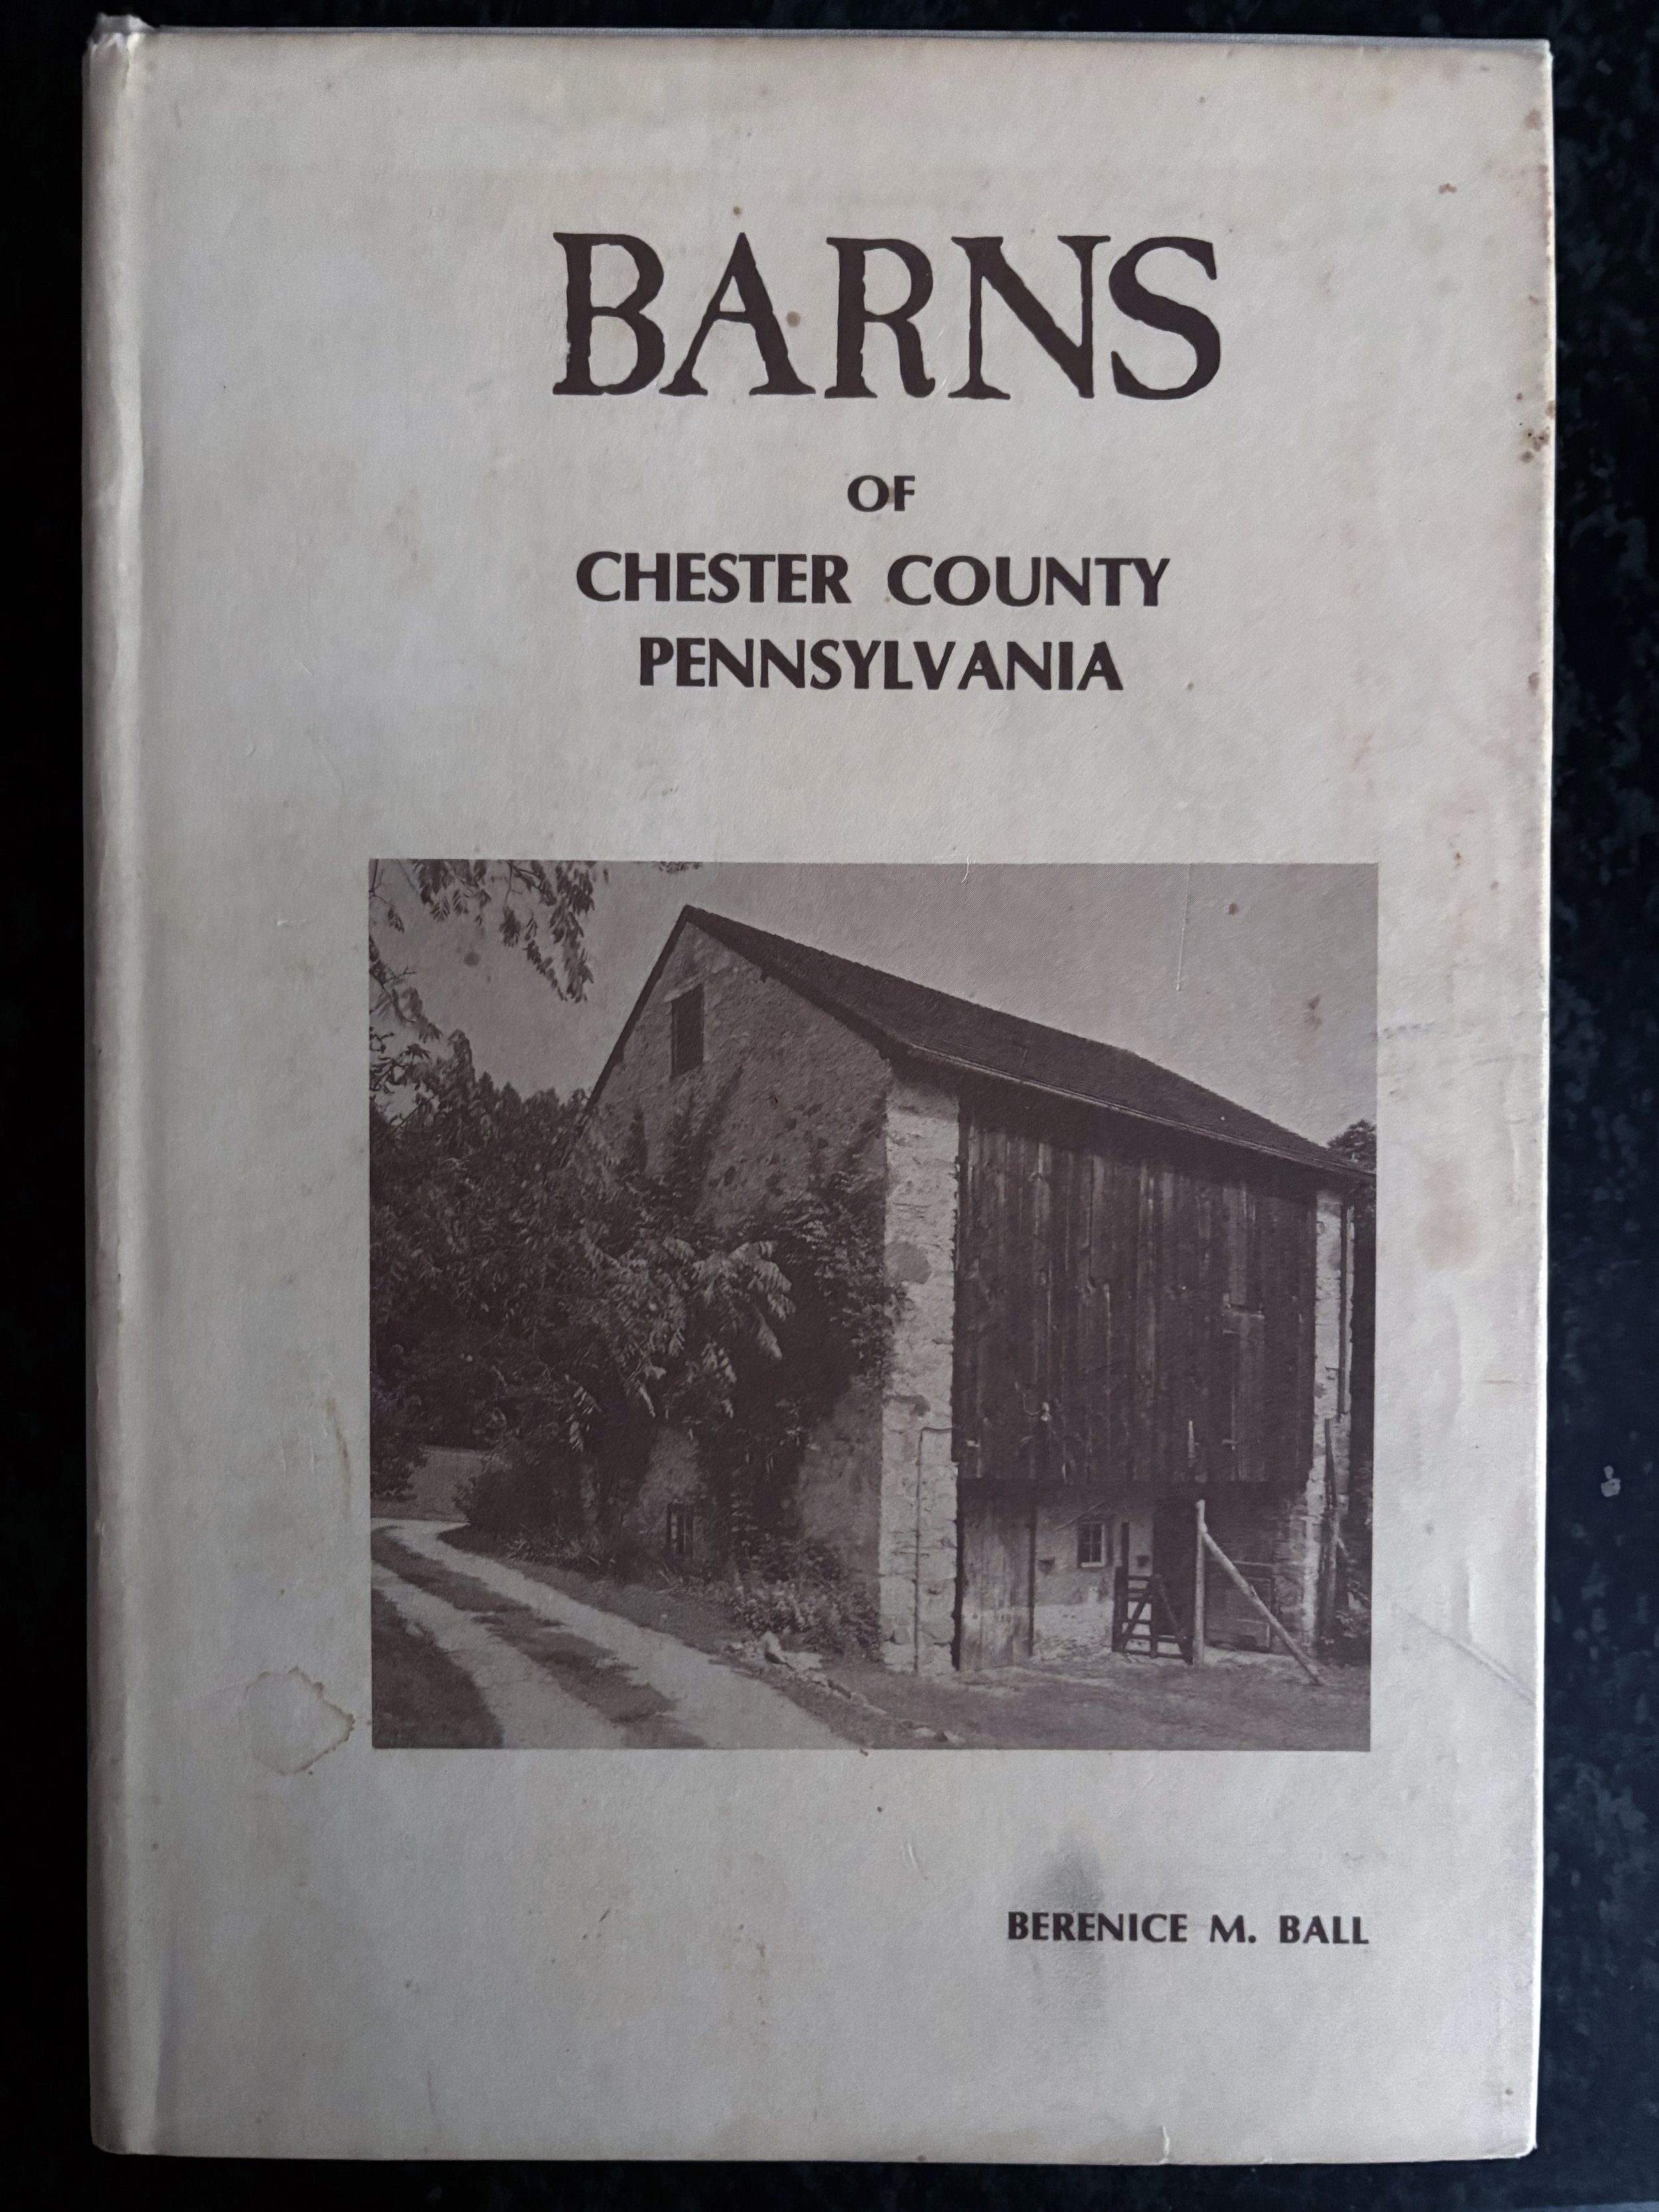 BARNS
OF
CHESTER COUNTY
PENNSYLVANIA
BERENICE M. BALL